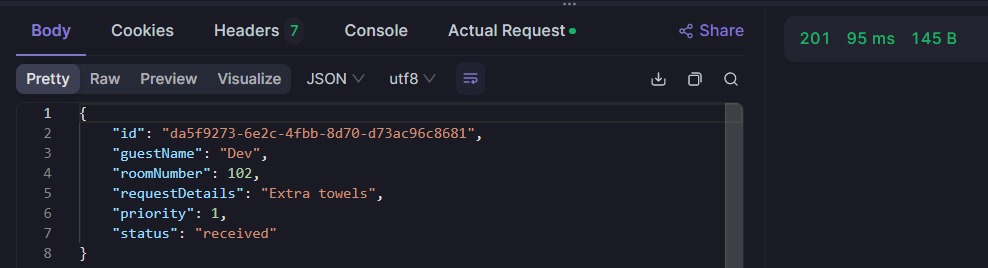 Body Cookies Headers 7 Console Actual Request Share 201 95 ms 145 B
Pretty Raw Preview Visualize JSON utf8
1 {
2 "id": "da5f9273-6e2c-4fbb-8d70-d73ac96c8681",
3 "guestName": "Dev",
4 "roomNumber": 102,
5 "requestDetails": "Extra towels",
6 "priority": 1,
7 "status": "received"
8 }